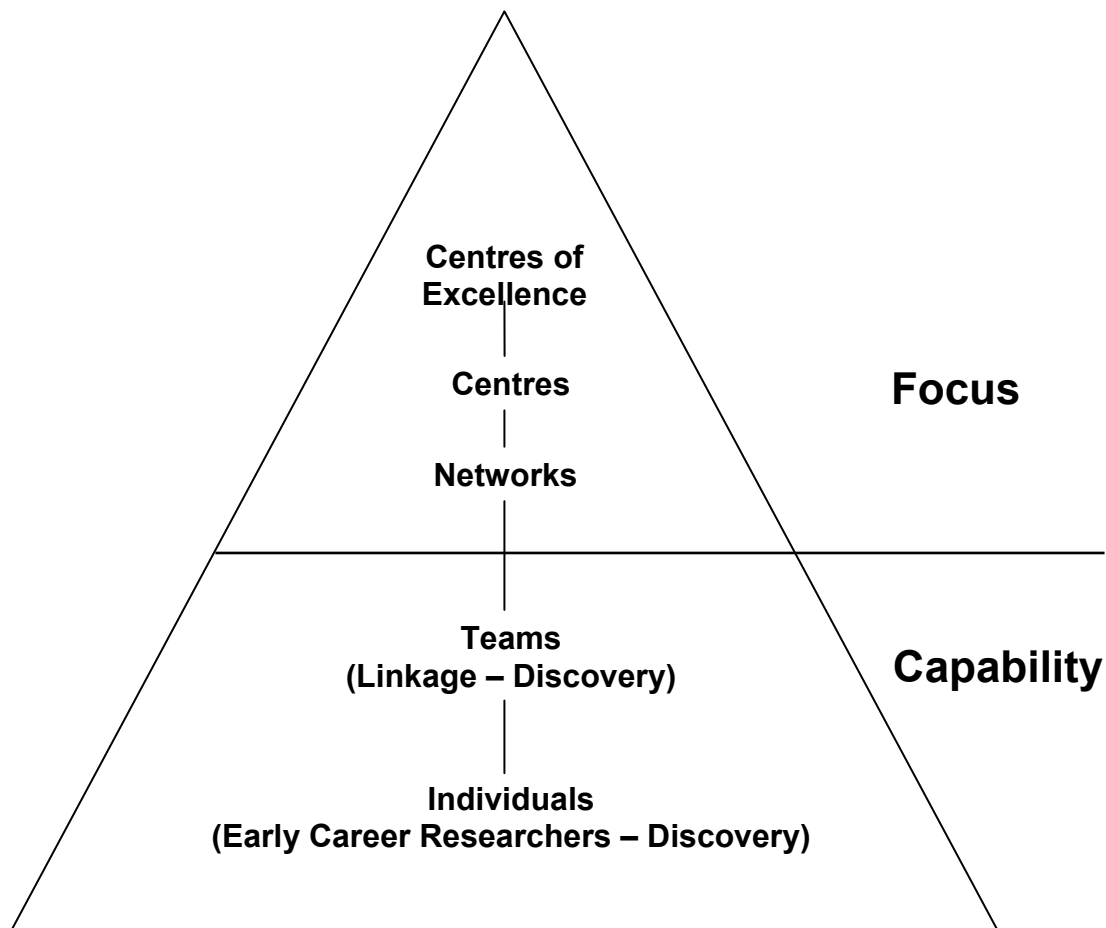 Centres of
Excellence
Centres
Focus
Networks
Teams
(Linkage – Discovery)
Capability
Individuals
(Early Career Researchers – Discovery)